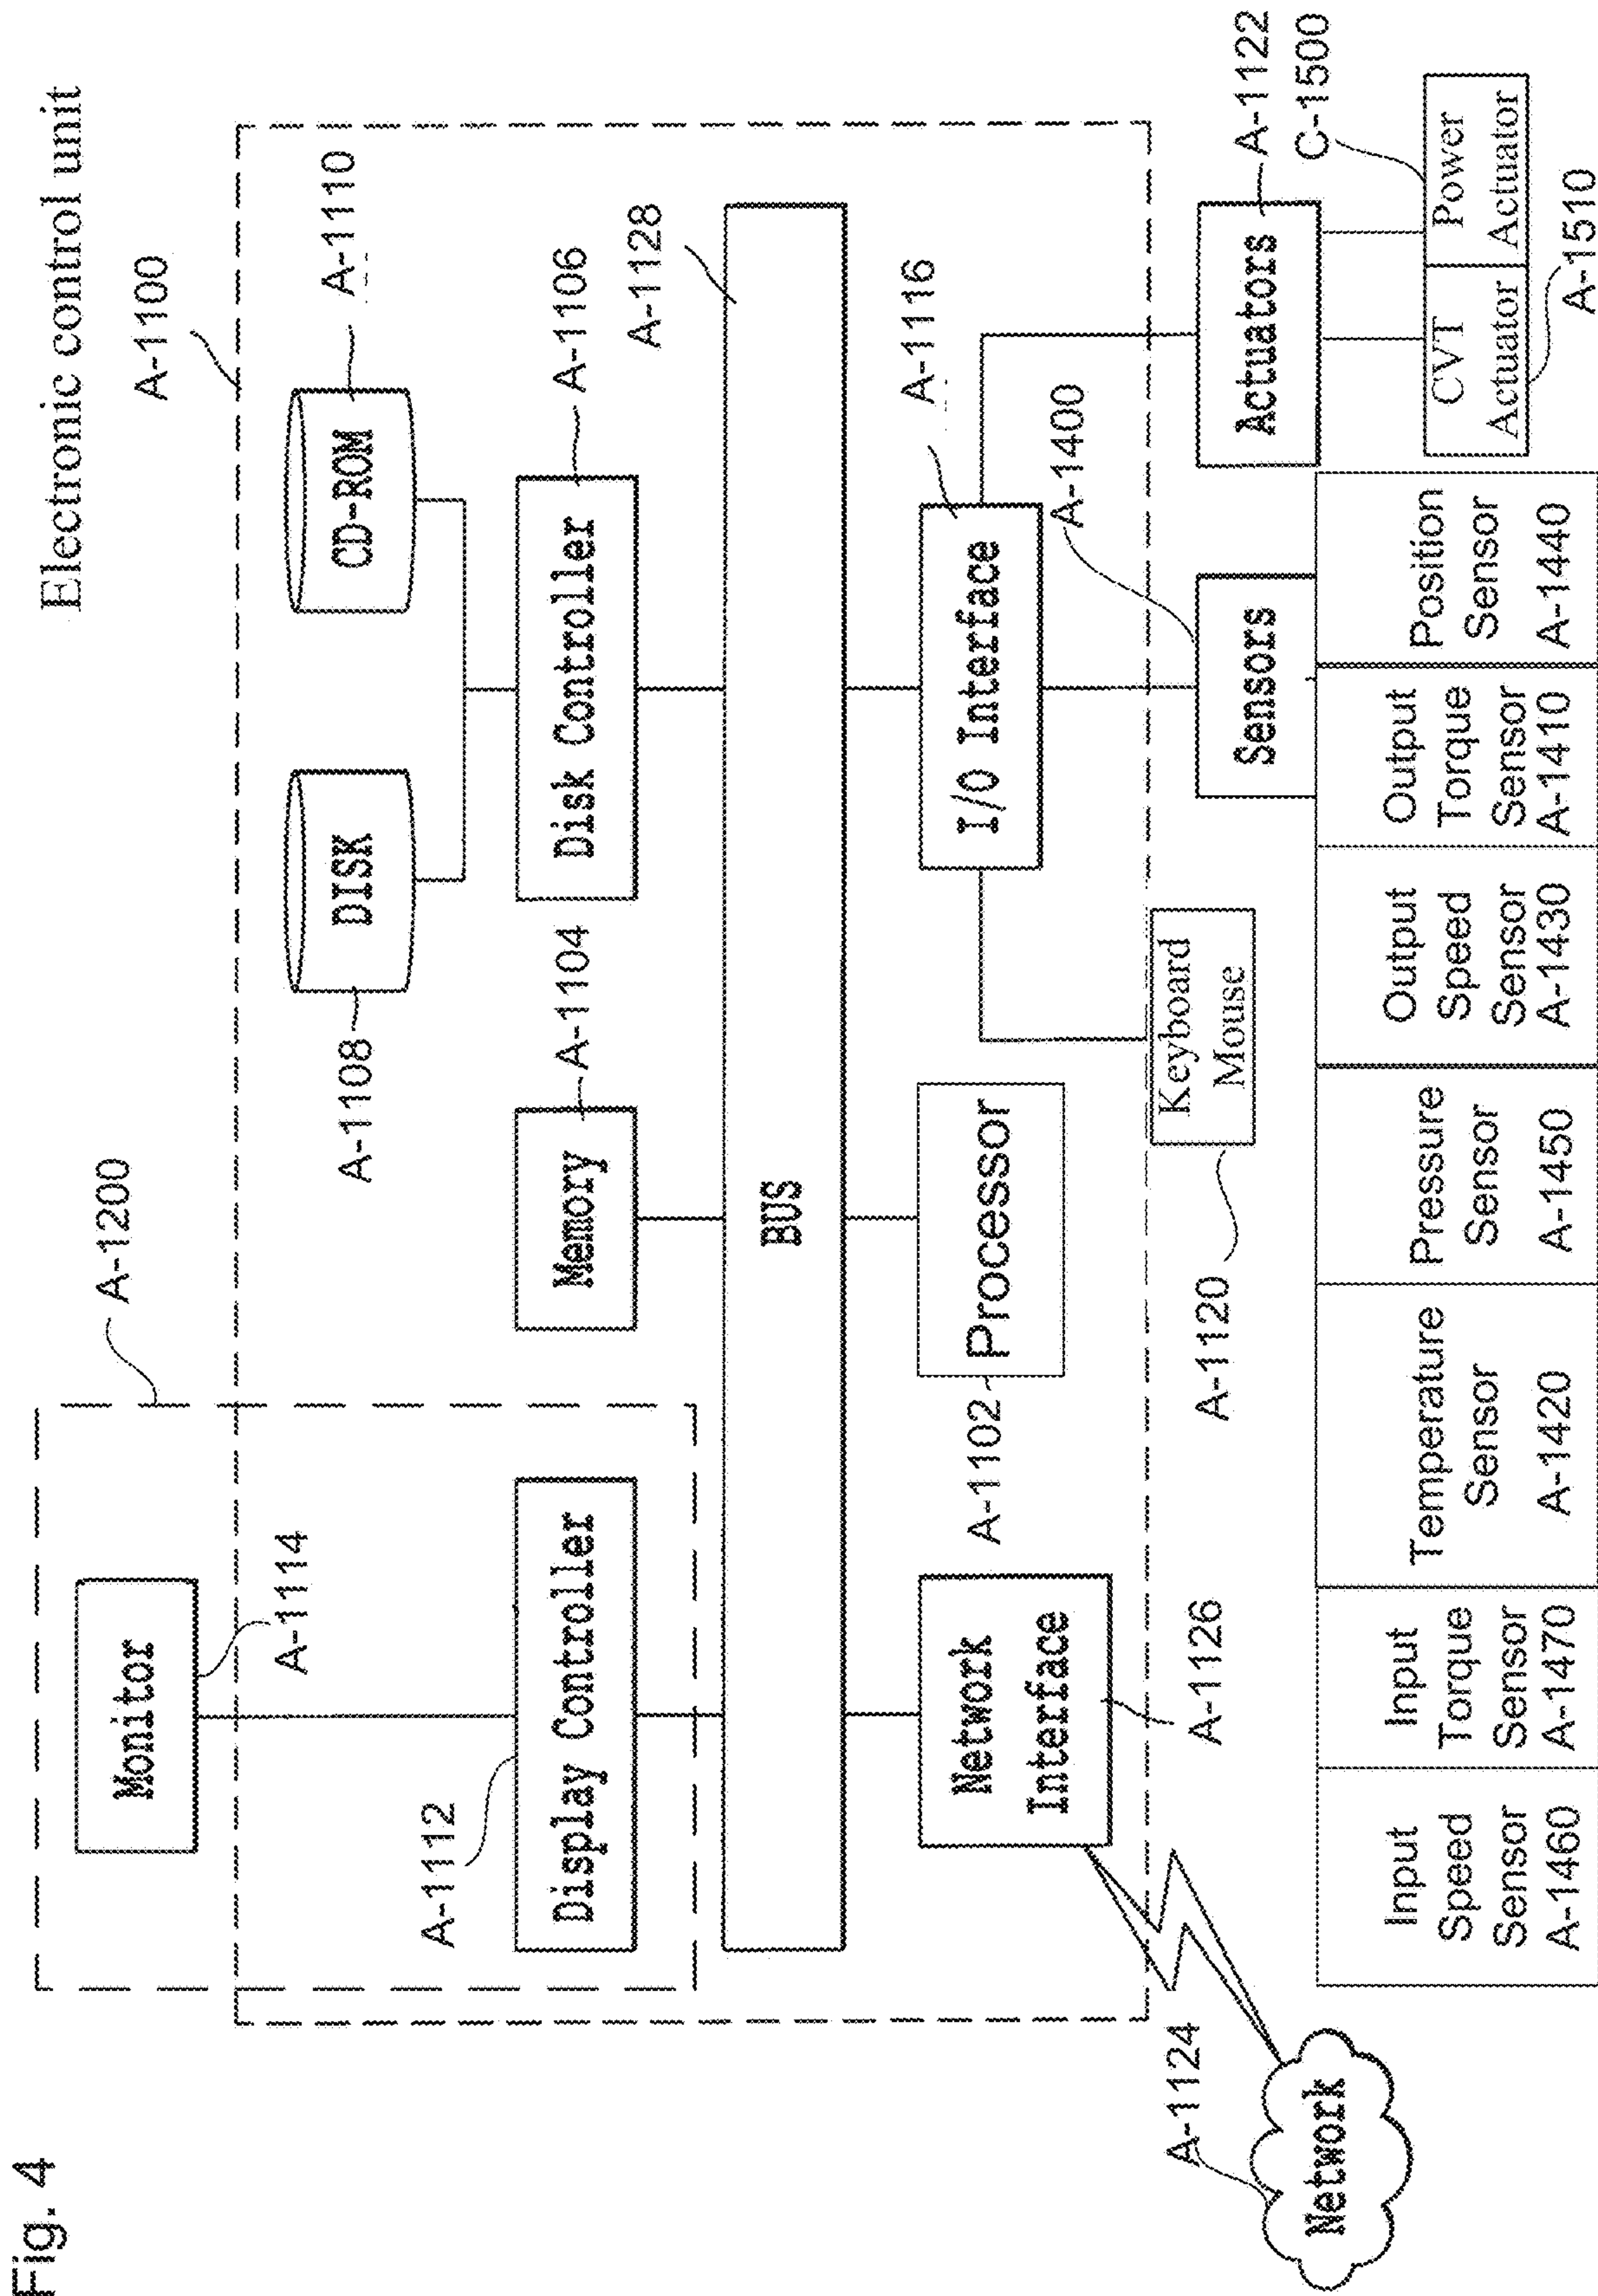 Fig. 4
Electronic control unit
A-1200
A-1100
Monitor
A-1114
A-1110
DISK
CD-ROM
A-1108
A-1112
A-1104
A-1106
Display Controller
Memory
Disk Controller
A-1128
BUS
Network
Interface
Processor
I/O Interface
A-1116
A-1102
A-1400
A-1126
A-1120
Keyboard
Mouse
Sensors
Actuators
A-1122
C-1500
A-1124
Network
Input
Speed
Sensor
A-1460
Input
Torque
Sensor
A-1470
Temperature
Sensor
A-1420
Pressure
Sensor
A-1450
Output
Speed
Sensor
A-1430
Output
Torque
Sensor
A-1410
Position
Sensor
A-1440
CVT
Actuator
Power
Actuator
A-1510